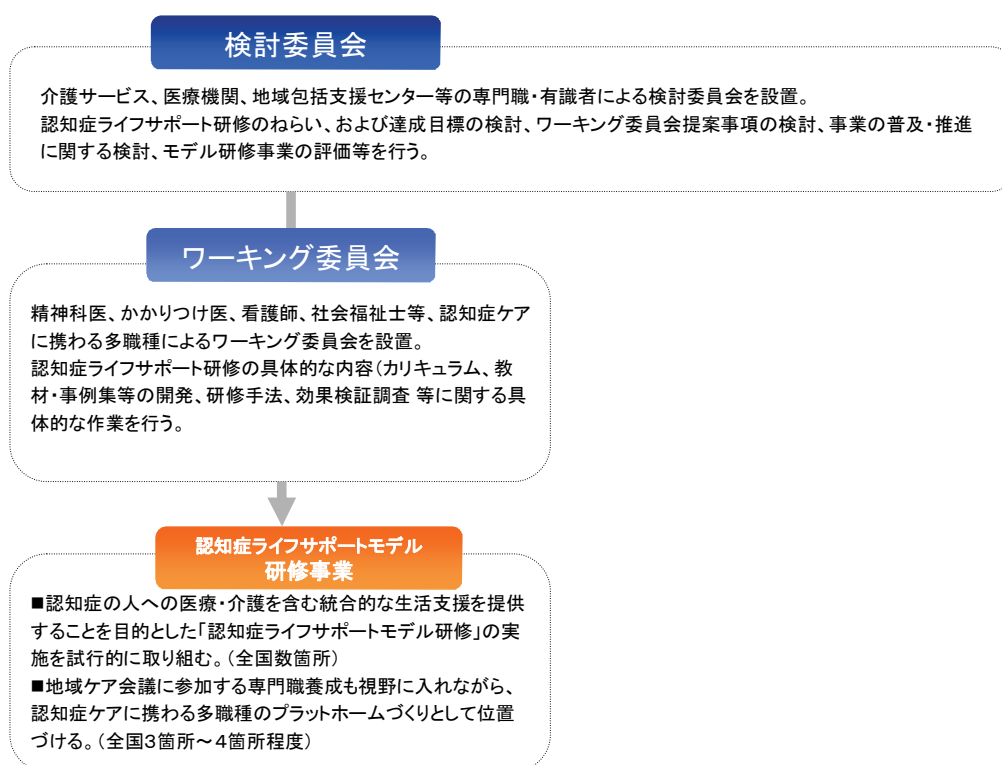 検討委員会
介護サービス、医療機関、地域包括支援センター等の専門職・有識者による検討委員会を設置。
認知症ライフサポート研修のねらい、および達成目標の検討、ワーキング委員会提案事項の検討、事業の普及・推進
に関する検討、モデル研修事業の評価等を行う。
ワーキング委員会
精神科医、かかりつけ医、看護師、社会福祉士等、認知症ケア
に携わる多職種によるワーキング委員会を設置。
認知症ライフサポート研修の具体的な内容(カリキュラム、教
材・事例集等の開発、研修手法、効果検証調査 等に関する具
体的な作業を行う。
認知症ライフサポートモデル
研修事業
■認知症の人への医療・介護を含む統合的な生活支援を提供
することを目的とした「認知症ライフサポートモデル研修」の実
施を試行的に取り組む。(全国数箇所)
■地域ケア会議に参加する専門職養成も視野に入れながら、
認知症ケアに携わる多職種のプラットホームづくりとして位置
づける。(全国3箇所～4箇所程度)